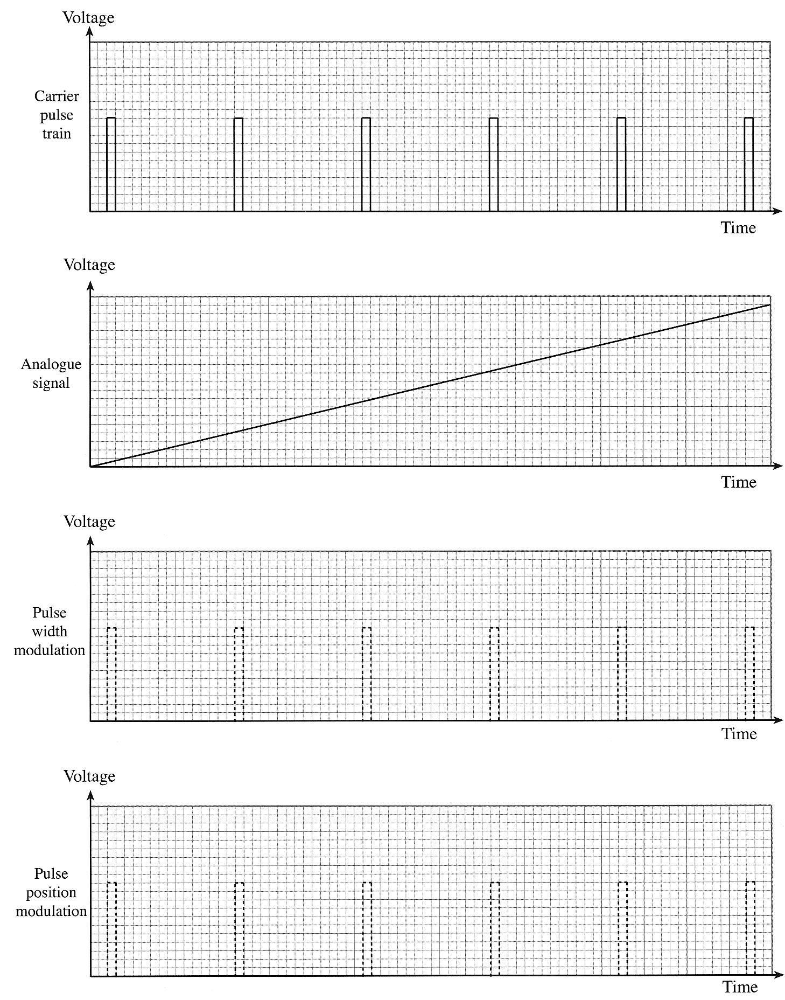 Voltage
Carrier
pulse
train
Time
Voltage
Analogue
signal
Time
Voltage
Pulse
width
modulation
Time
Voltage
Pulse
position
modulation
Time